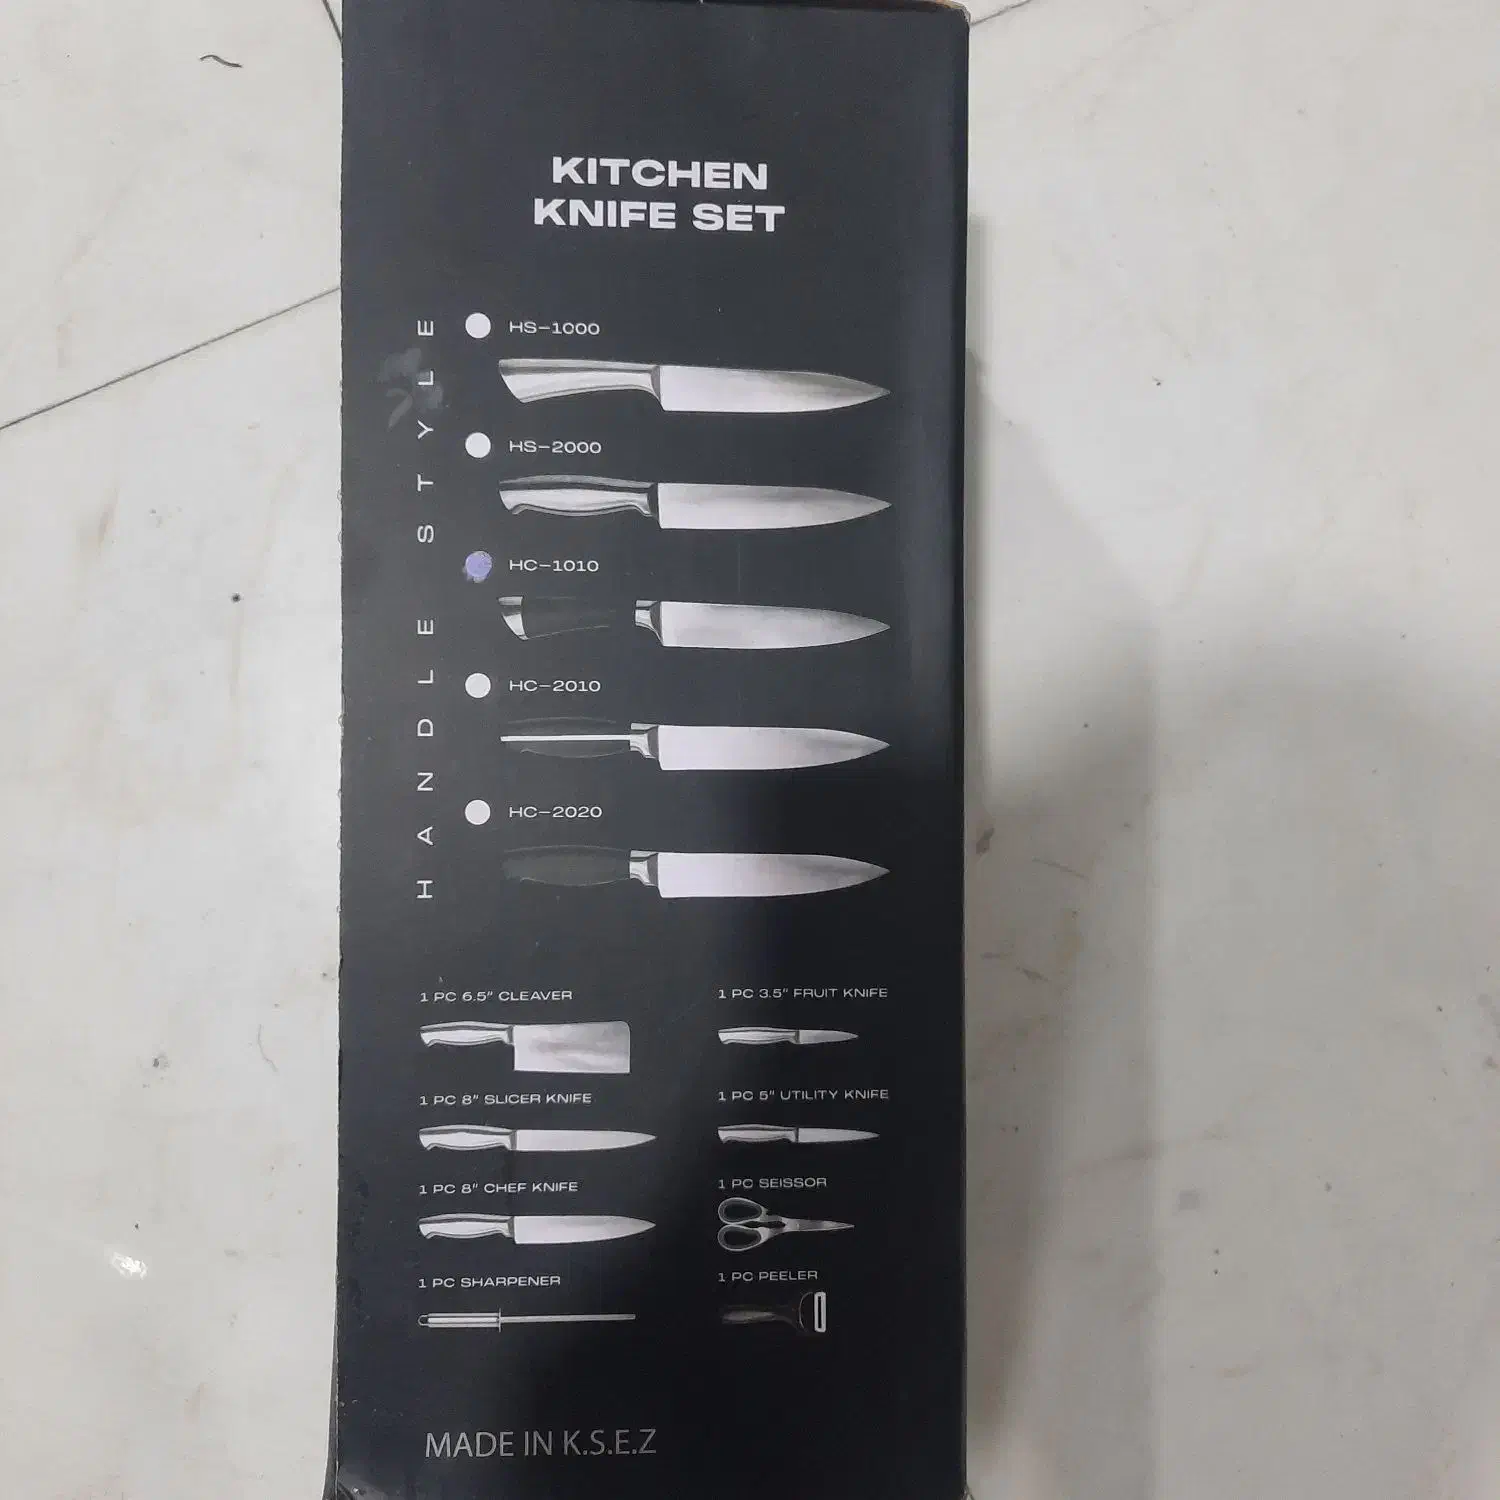 KITCHEN
KNIFE SET
HANDLE STYLE
HS-1000
HS-2000
HC-1010
HC-2010
HC-2020
1 PC 6.5" CLEAVER
1 PC 3.5" FRUIT KNIFE
1 PC 8" SLICER KNIFE
1 PC 5" UTILITY KNIFE
1 PC 8" CHEF KNIFE
1 PC SEISSOR
1 PC SHARPENER
1 PC PEELER
MADE IN K.S.E.Z